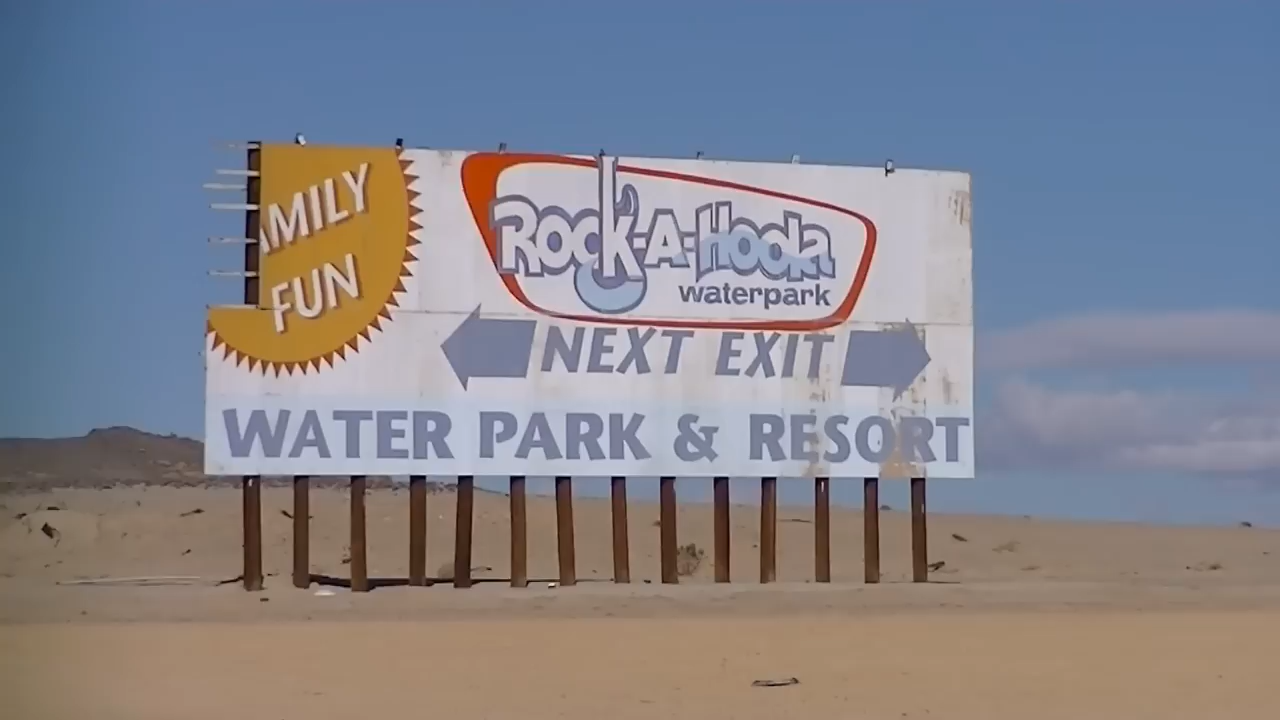 AMILY
FUN
ROCK-A-HOOLA
waterpark
NEXT EXIT
WATER PARK & RESORT